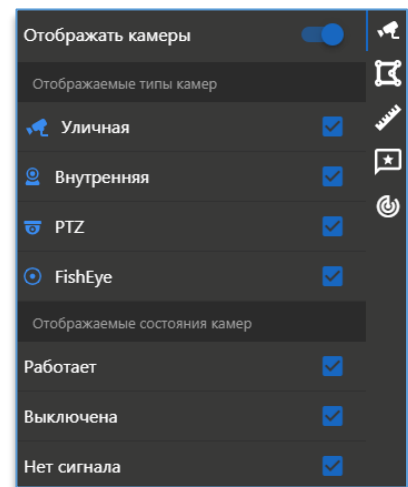 Отображать камеры
Отображаемые типы камер
Уличная
Внутренняя
PTZ
FishEye
Отображаемые состояния камер
Работает
Выключена
Нет сигнала